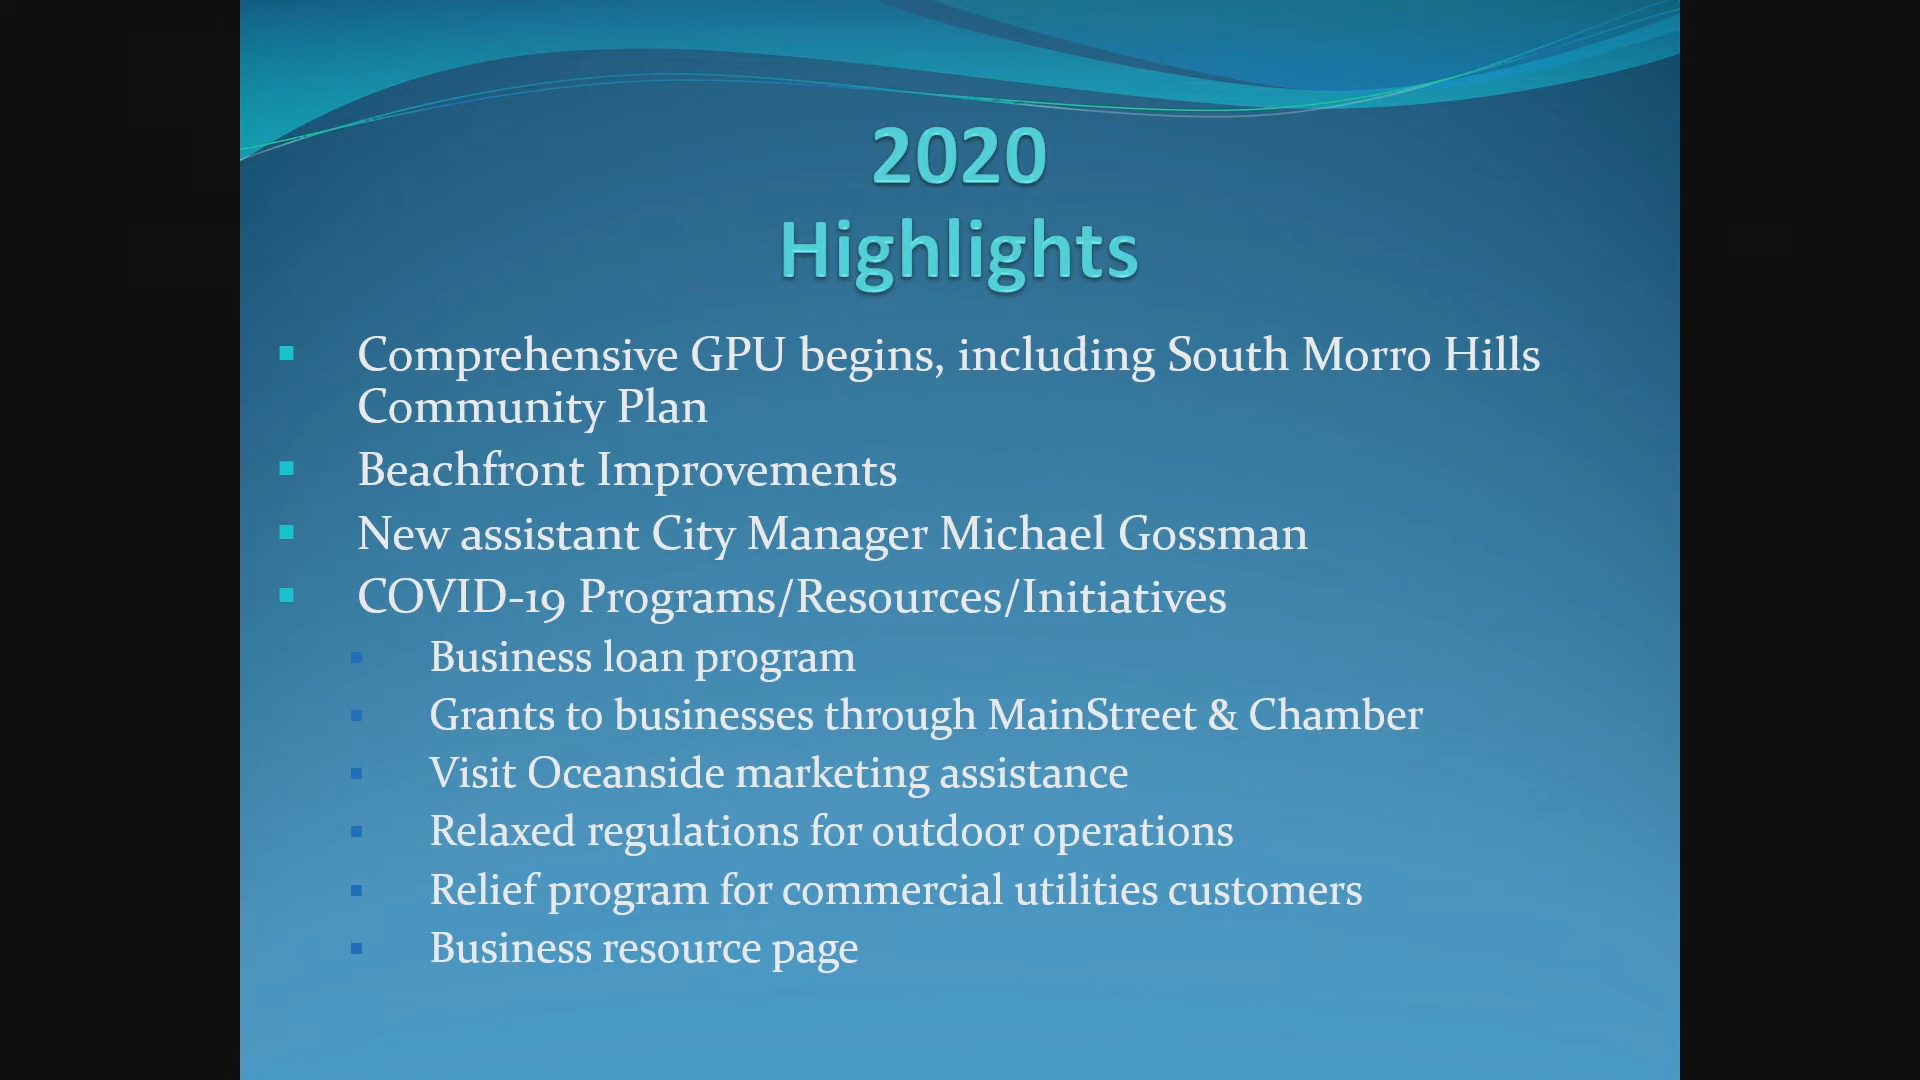 2020
Highlights
Comprehensive GPU begins, including South Morro Hills
Community Plan
Beachfront Improvements
New assistant City Manager Michael Gossman
COVID-19 Programs/Resources/Initiatives
Business loan program
Grants to businesses through MainStreet & Chamber
Visit Oceanside marketing assistance
Relaxed regulations for outdoor operations
Relief program for commercial utilities customers
Business resource page